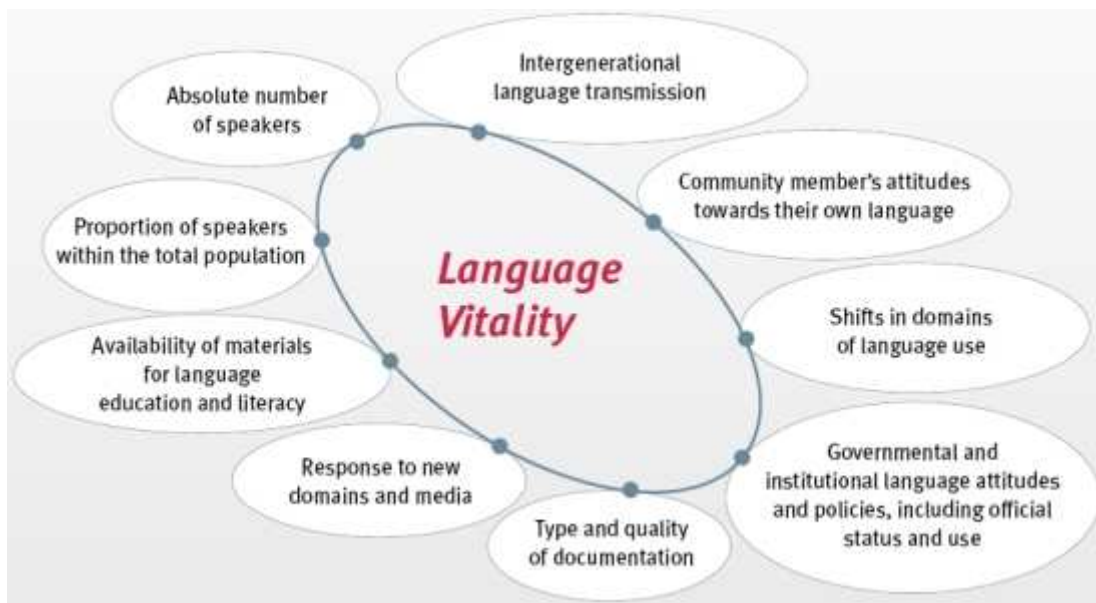 Intergenerational
language transmission
Absolute number
of speakers
Community member's attitudes
towards their own language
Proportion of speakers
within the total population
Language
Vitality
Shifts in domains
of language use
Availability of materials
for language
education and literacy
Governmental and
institutional language attitudes
and policies, including official
status and use
Response to new
domains and media
Type and quality
of documentation